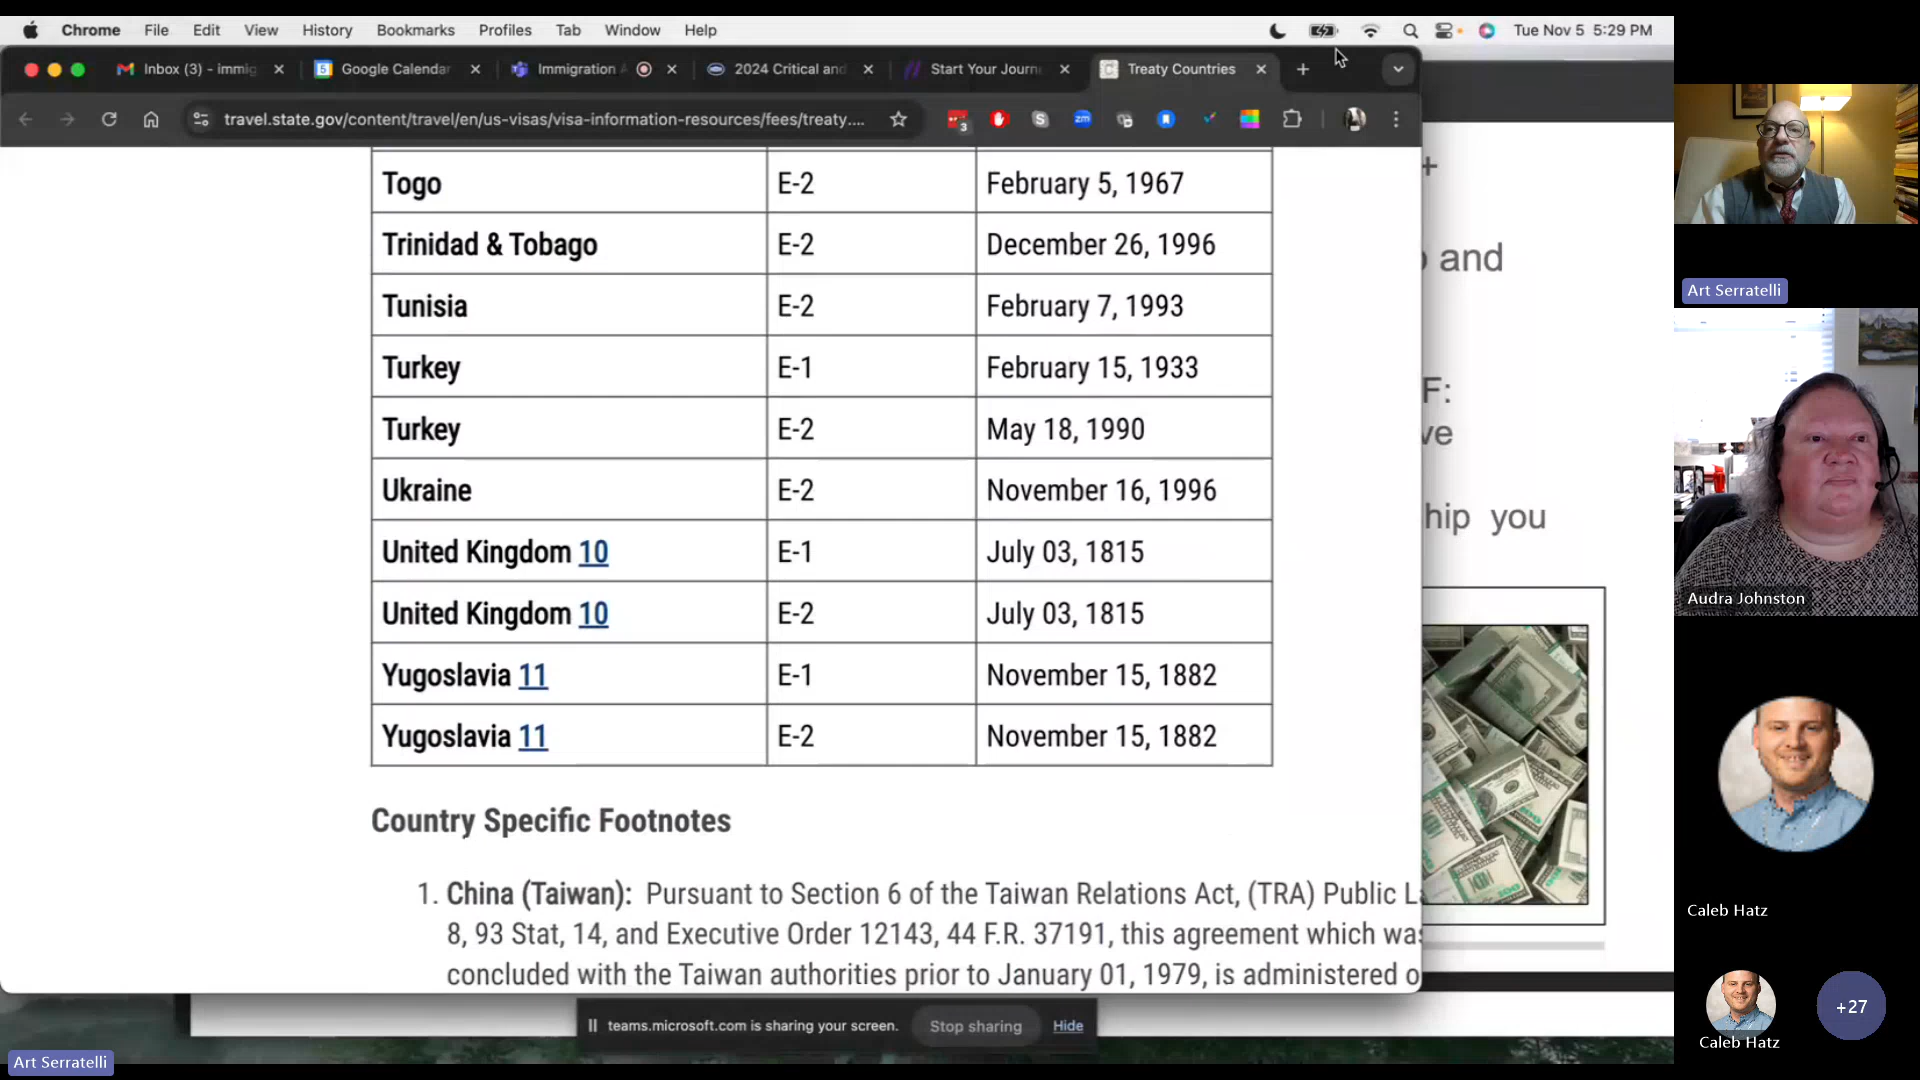 Chrome File Edit View History Bookmarks Profiles Tab Window Help Tue Nov 5 5:29 PM
Inbox (3) - immig Google Calendar Immigration 2024 Critical and Start Your Journ Treaty Countries
travel.state.gov/content/travel/en/us-visas/visa-information-resources/fees/treaty....
3 zm
Togo E-2 February 5, 1967
Trinidad & Tobago E-2 December 26, 1996
Tunisia E-2 February 7, 1993
Turkey E-1 February 15, 1933
Turkey E-2 May 18, 1990
Ukraine E-2 November 16, 1996
United Kingdom 10 E-1 July 03, 1815
United Kingdom 10 E-2 July 03, 1815
Yugoslavia 11 E-1 November 15, 1882
Yugoslavia 11 E-2 November 15, 1882
Country Specific Footnotes
1. China (Taiwan): Pursuant to Section 6 of the Taiwan Relations Act, (TRA) Public
8, 93 Stat, 14, and Executive Order 12143, 44 F.R. 37191, this agreement which was
concluded with the Taiwan authorities prior to January 01, 1979, is administered
+
and
F:
ve
hip you
teams.microsoft.com is sharing your screen. Stop sharing Hide
Art Serratelli
Art Serratelli
Audra Johnston
Caleb Hatz
+27
Caleb Hatz